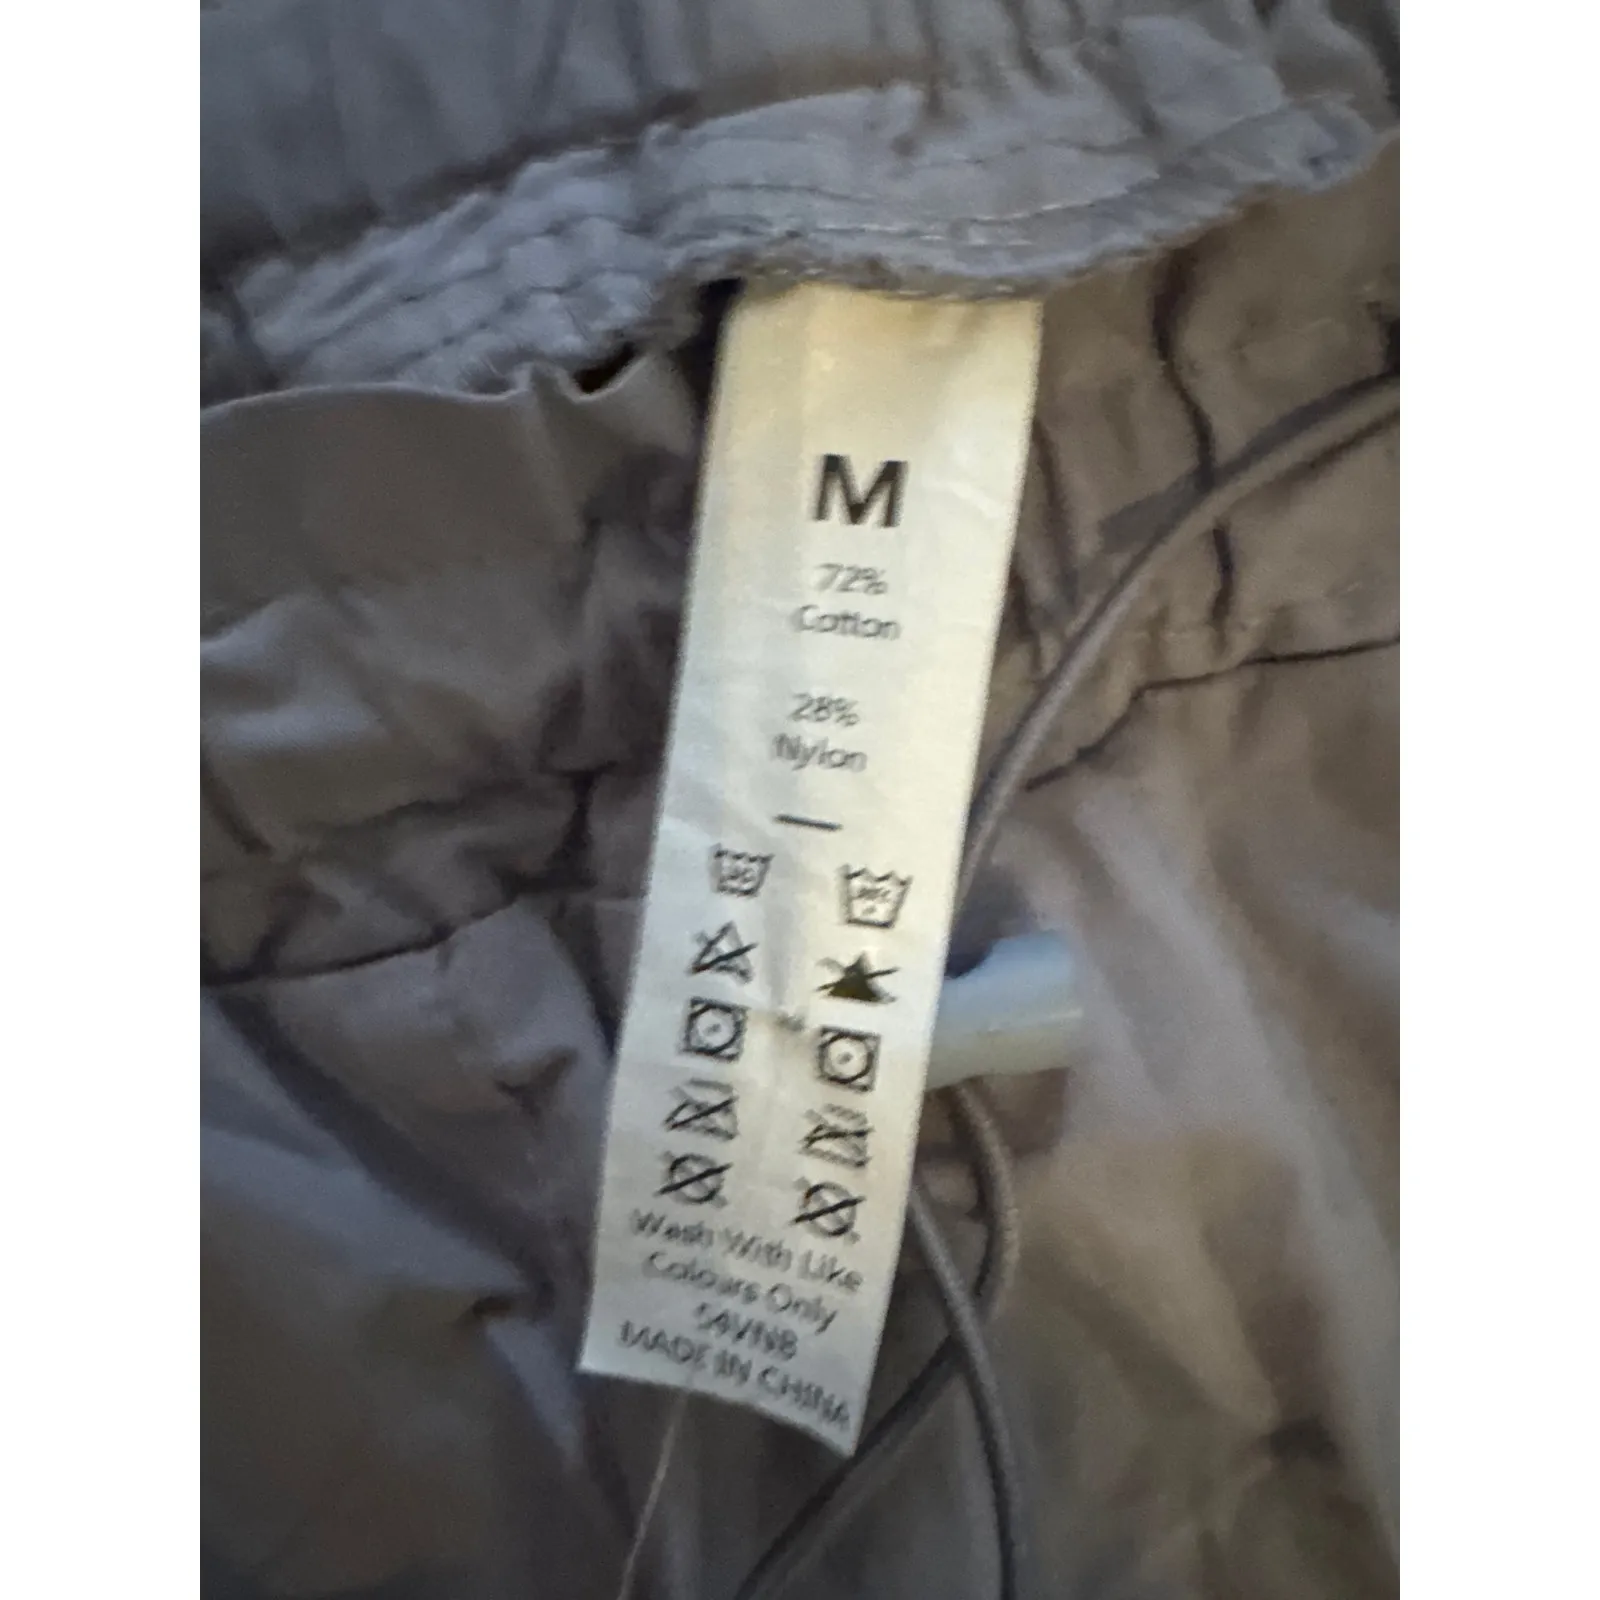 M
72%
Cotton
28%
Nylon
Wash With Like
Colours Only
54VN8
MADE IN CHINA